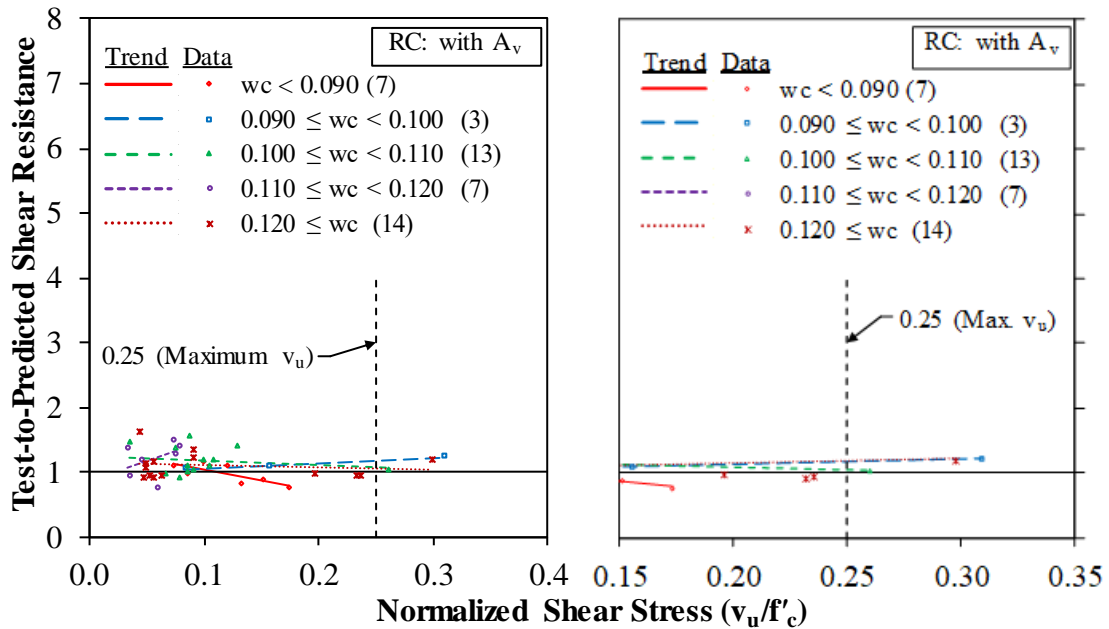 Test-to-Predicted Shear Resistance
8
7
6
5
4
3
2
1
0
RC: with Av
Trend Data
wc < 0.090 (7)
0.090 ≤ wc < 0.100 (3)
0.100 ≤ wc < 0.110 (13)
0.110 ≤ wc < 0.120 (7)
0.120 ≤ wc (14)
0.25 (Maximum vu)
0.0 0.1 0.2 0.3 0.4
RC: with Av
Trend Data
wc < 0.090 (7)
0.090 ≤ wc < 0.100 (3)
0.100 ≤ wc < 0.110 (13)
0.110 ≤ wc < 0.120 (7)
0.120 ≤ wc (14)
0.25 (Max. vu)
0.15 0.20 0.25 0.30 0.35
Normalized Shear Stress (vu/f′c)